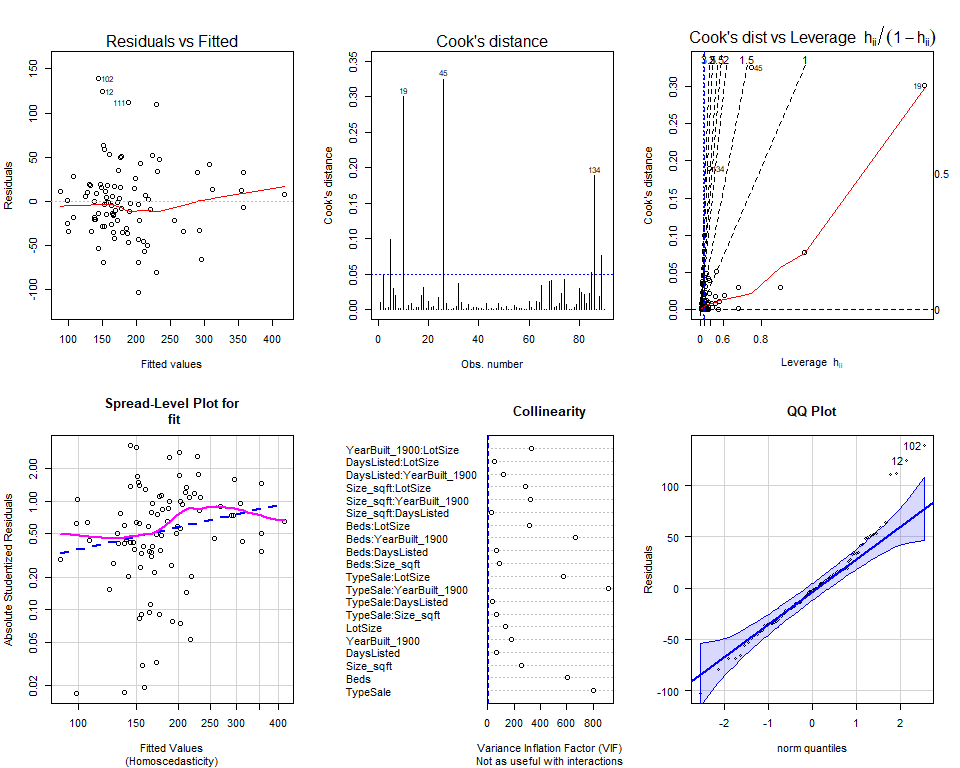 Residuals vs Fitted
150
100
50
0
-50
-100
Residuals
102
12
111
100 150 200 250 300 350 400
Fitted values
Cook's distance
0.35
0.30
0.25
0.20
0.15
0.10
0.05
0.00
Cook's distance
19
45
134
0 20 40 60 80
Obs. number
Cook's dist vs Leverage hii/(1−hii)
0.30
0.25
0.20
0.15
0.10
0.05
0.00
Cook's distance
2
1.5
1
45
19
0.5
0
0 0.6 0.8
Leverage hii
Spread-Level Plot for
fit
2.00
1.00
0.50
0.20
0.10
0.05
0.02
Absolute Studentized Residuals
100 150 200 250 300 400
Fitted Values
(Homoscedasticity)
Collinearity
YearBuilt_1900:LotSize
DaysListed:LotSize
DaysListed:YearBuilt_1900
Size_sqft:LotSize
Size_sqft:YearBuilt_1900
Size_sqft:DaysListed
Beds:LotSize
Beds:YearBuilt_1900
Beds:DaysListed
Beds:Size_sqft
TypeSale:LotSize
TypeSale:YearBuilt_1900
TypeSale:DaysListed
TypeSale:Size_sqft
LotSize
YearBuilt_1900
DaysListed
Size_sqft
Beds
TypeSale
0 200 400 600 800
Variance Inflation Factor (VIF)
Not as useful with interactions
QQ Plot
100
50
0
-50
-100
Residuals
102
12
-2 -1 0 1 2
norm quantiles